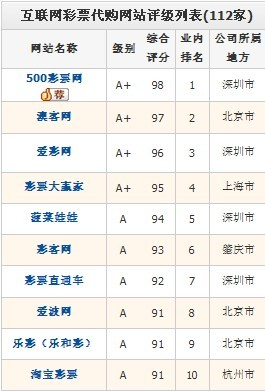 互联网彩票代购网站评级列表(112家)
网站名称 级别 综合评分 业内排名 公司所属地方
500彩票网 荐 A+ 98 1 深圳市
澳客网 A+ 97 2 北京市
爱彩网 A+ 96 3 深圳市
彩票大赢家 A+ 95 4 上海市
菠菜娃娃 A 94 5 深圳市
彩客网 A 93 6 肇庆市
彩票直通车 A 92 7 深圳市
爱波网 A 91 8 北京市
乐彩（乐和彩） A 91 9 北京市
淘宝彩票 A 91 10 杭州市